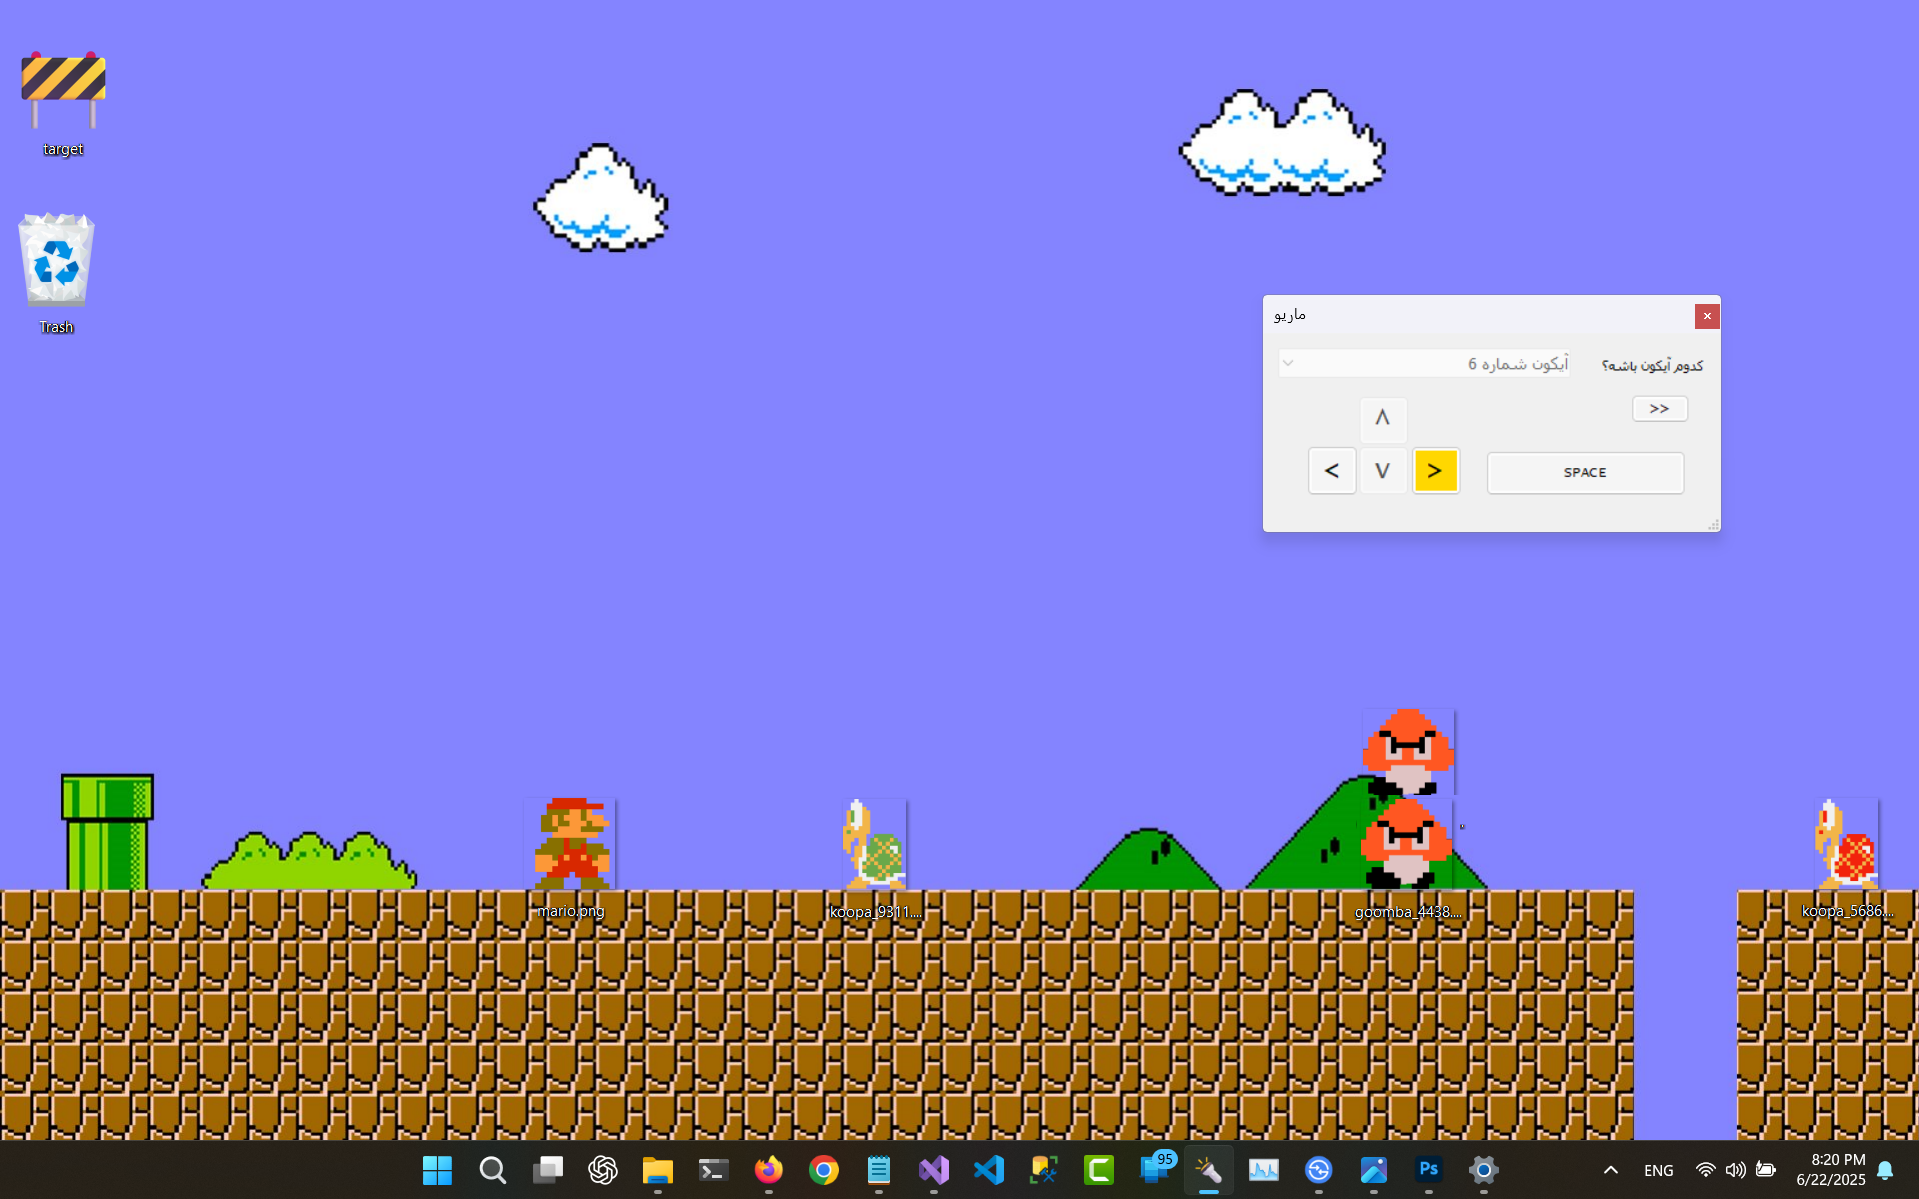 target
Trash
ماریو
کدوم آیکون باشه؟
آیکون شماره 6
>>
^
< v >
SPACE
mario.png
koopa_9311....
goomba_4438....
koopa_5686....
95
Ps
ENG
8:20 PM
6/22/2025